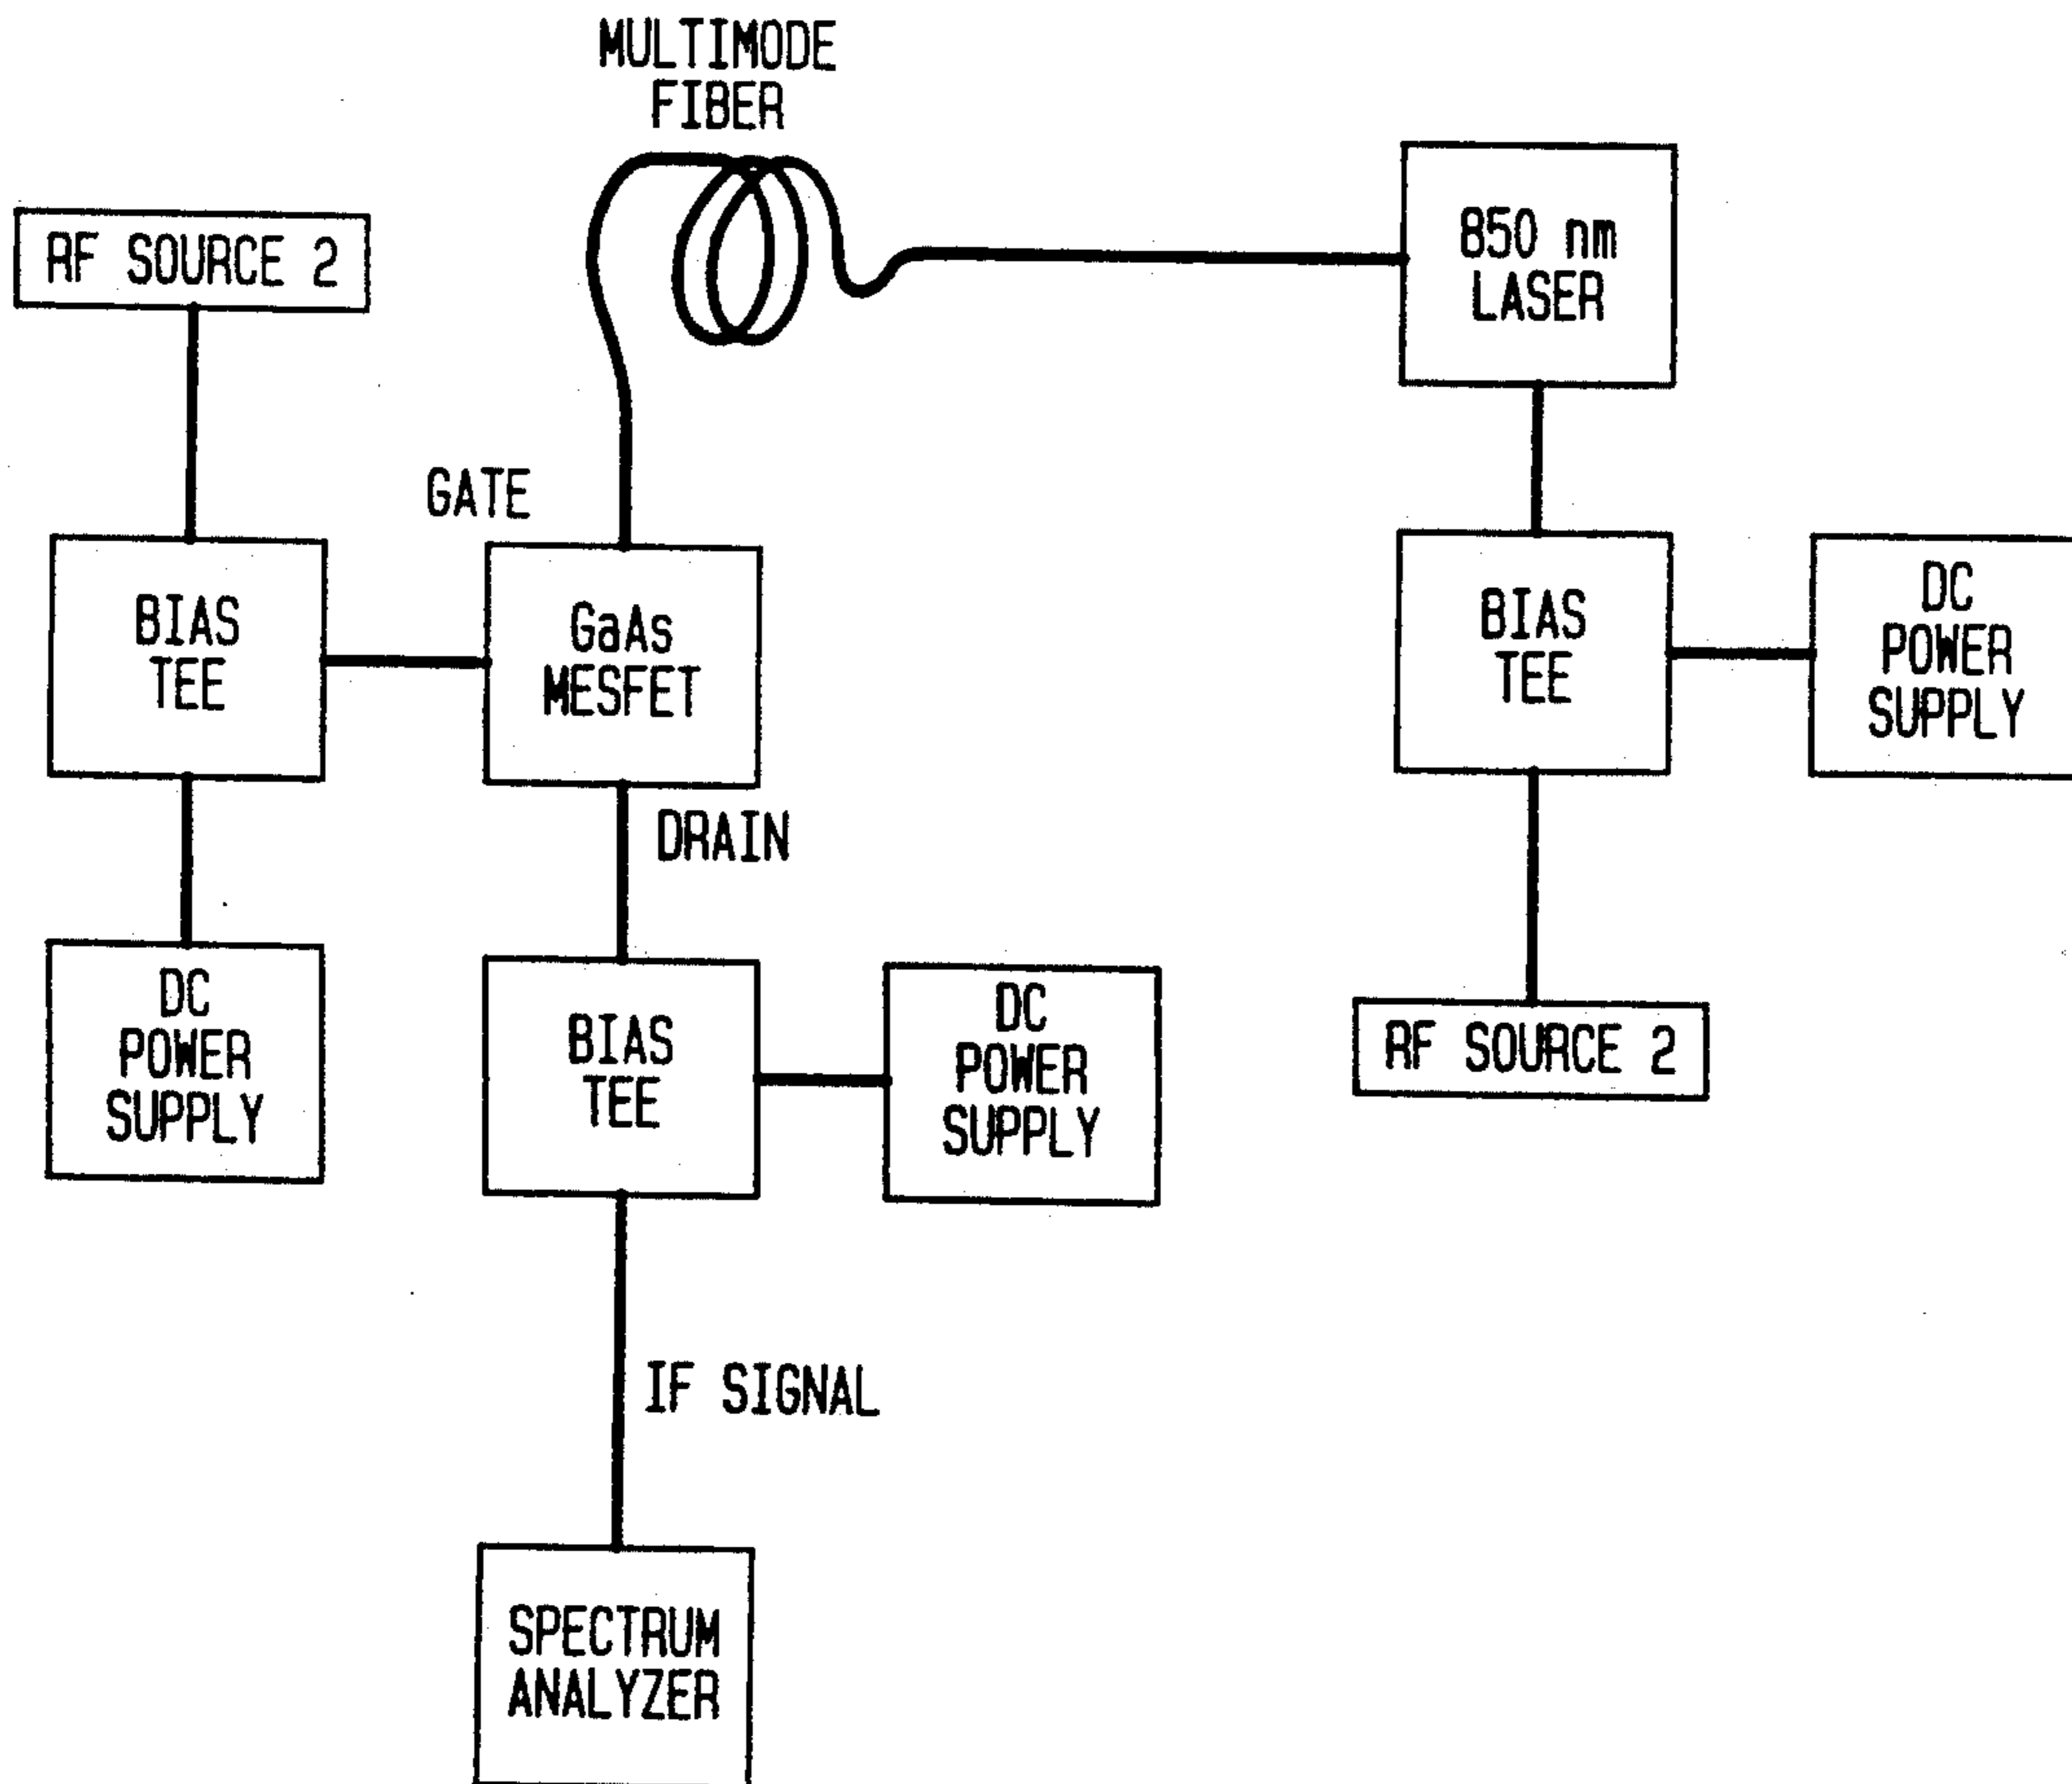 MULTIMODE
FIBER
RF SOURCE 2
850 nm
LASER
GATE
BIAS
TEE
GaAs
MESFET
BIAS
TEE
DC
POWER
SUPPLY
DRAIN
DC
POWER
SUPPLY
BIAS
TEE
DC
POWER
SUPPLY
RF SOURCE 2
IF SIGNAL
SPECTRUM
ANALYZER